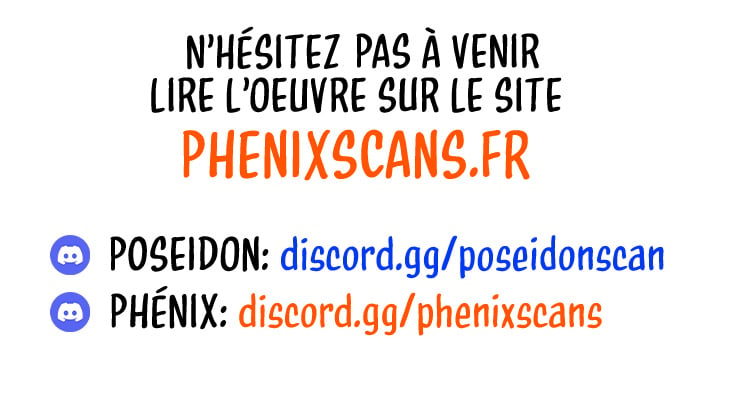 N'HÉSITEZ PAS À VENIR
LIRE L'OEUVRE SUR LE SITE
PHENIXSCANS.FR
POSEIDON: discord.gg/poseidonscan
PHÉNIX: discord.gg/phenixscans